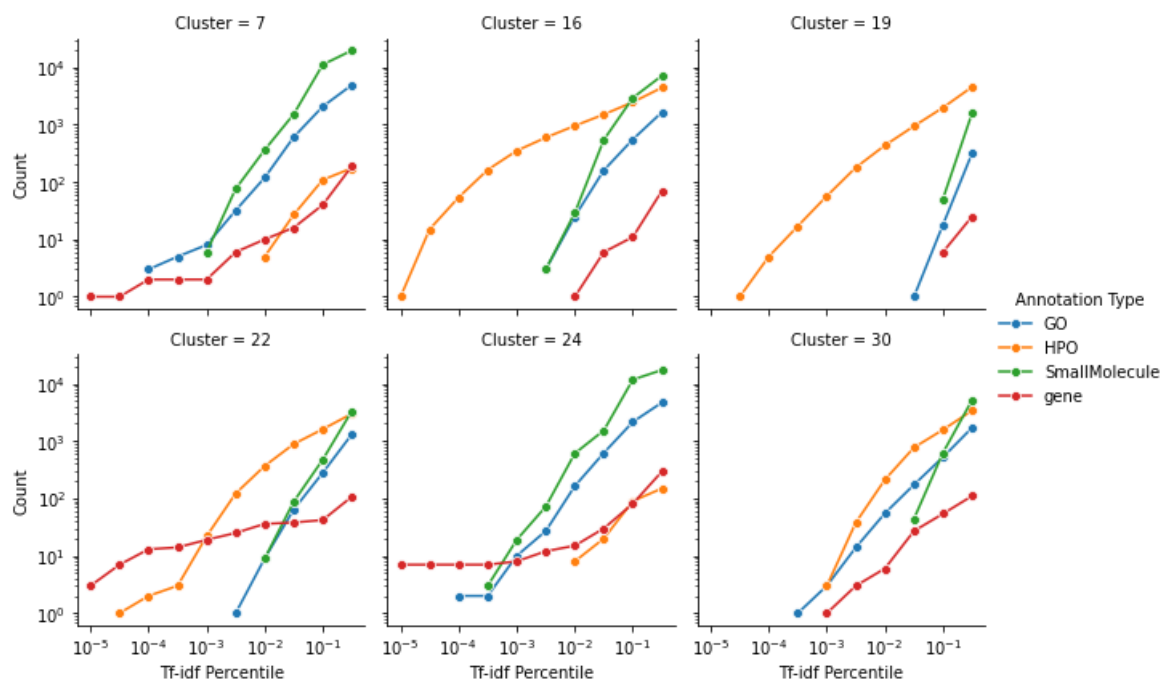 Cluster = 7
Cluster = 16
Cluster = 19
Count
10⁴
10³
10²
10¹
10⁰
Annotation Type
GO
HPO
SmallMolecule
gene
Cluster = 22
Cluster = 24
Cluster = 30
Count
10⁴
10³
10²
10¹
10⁰
10⁻⁵ 10⁻⁴ 10⁻³ 10⁻² 10⁻¹
Tf-idf Percentile
10⁻⁵ 10⁻⁴ 10⁻³ 10⁻² 10⁻¹
Tf-idf Percentile
10⁻⁵ 10⁻⁴ 10⁻³ 10⁻² 10⁻¹
Tf-idf Percentile